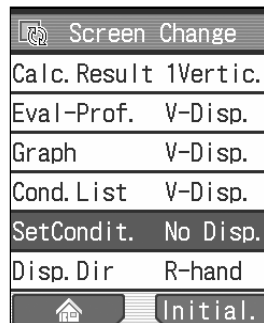 Screen Change
Calc.Result 1Vertic.
Eval-Prof. V-Disp.
Graph V-Disp.
Cond.List V-Disp.
SetCondit. No Disp.
Disp.Dir R-hand
Initial.